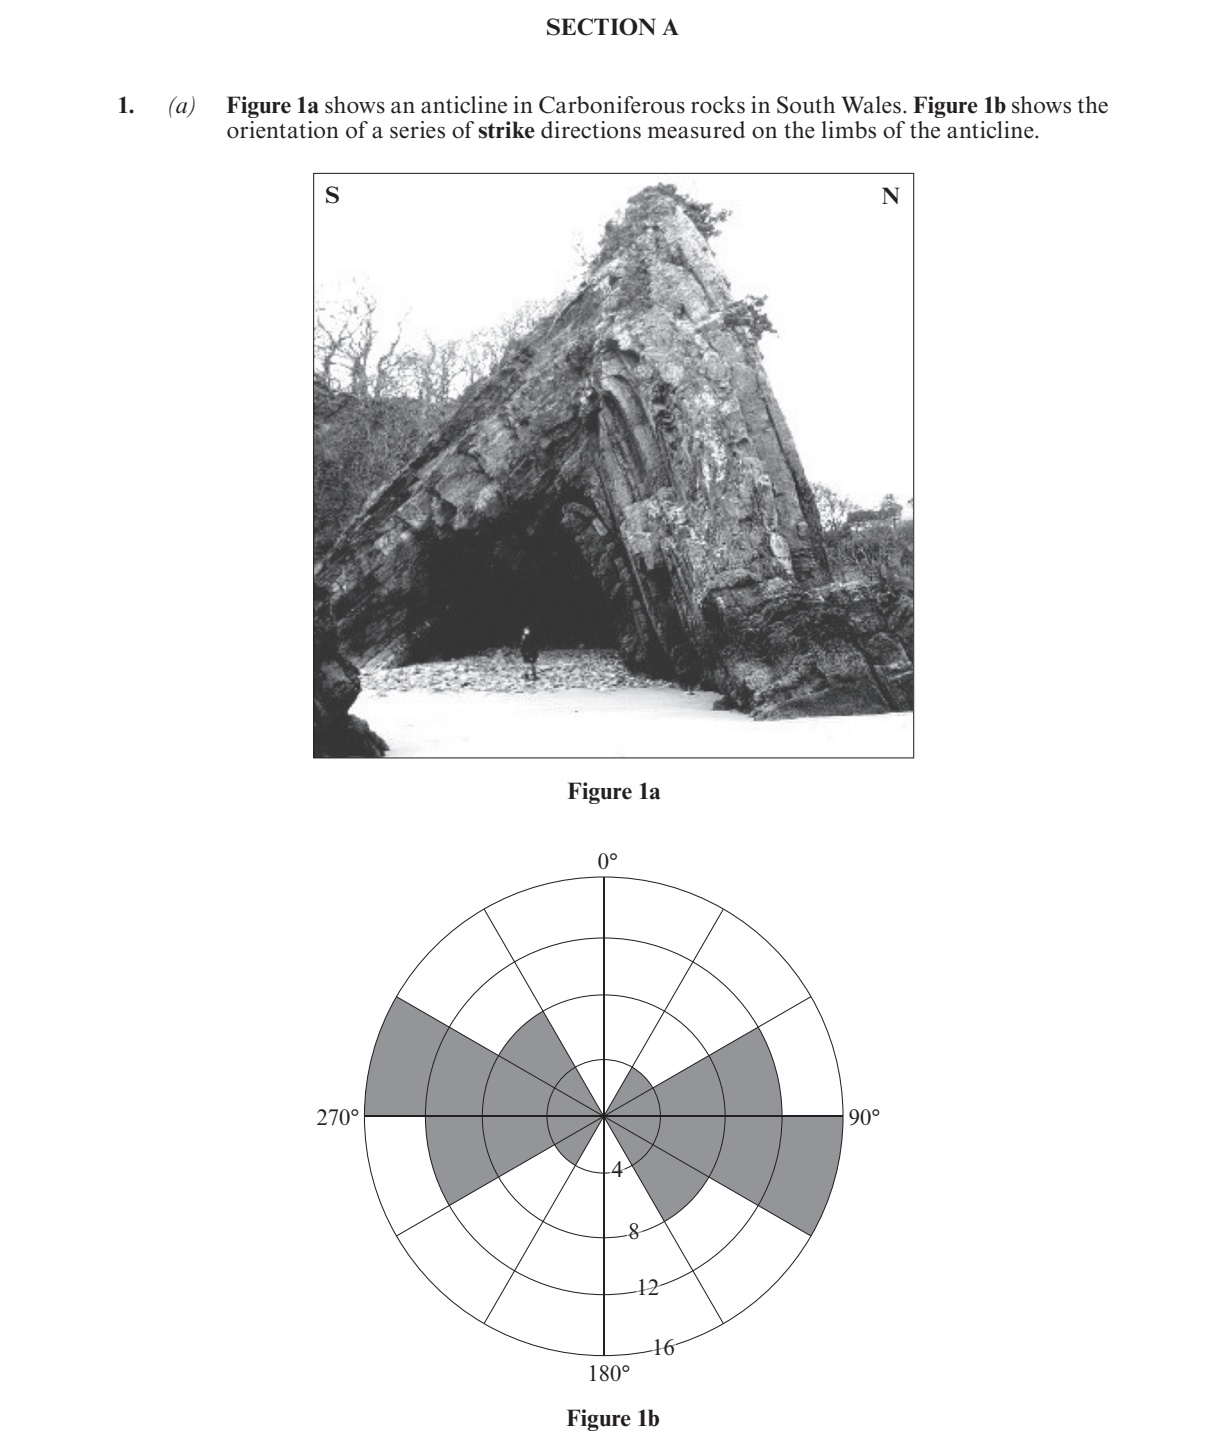 SECTION A
1. (a) Figure 1a shows an anticline in Carboniferous rocks in South Wales. Figure 1b shows the
orientation of a series of strike directions measured on the limbs of the anticline.
S N
Figure 1a
0°
270° 90°
4
8
12
16
180°
Figure 1b